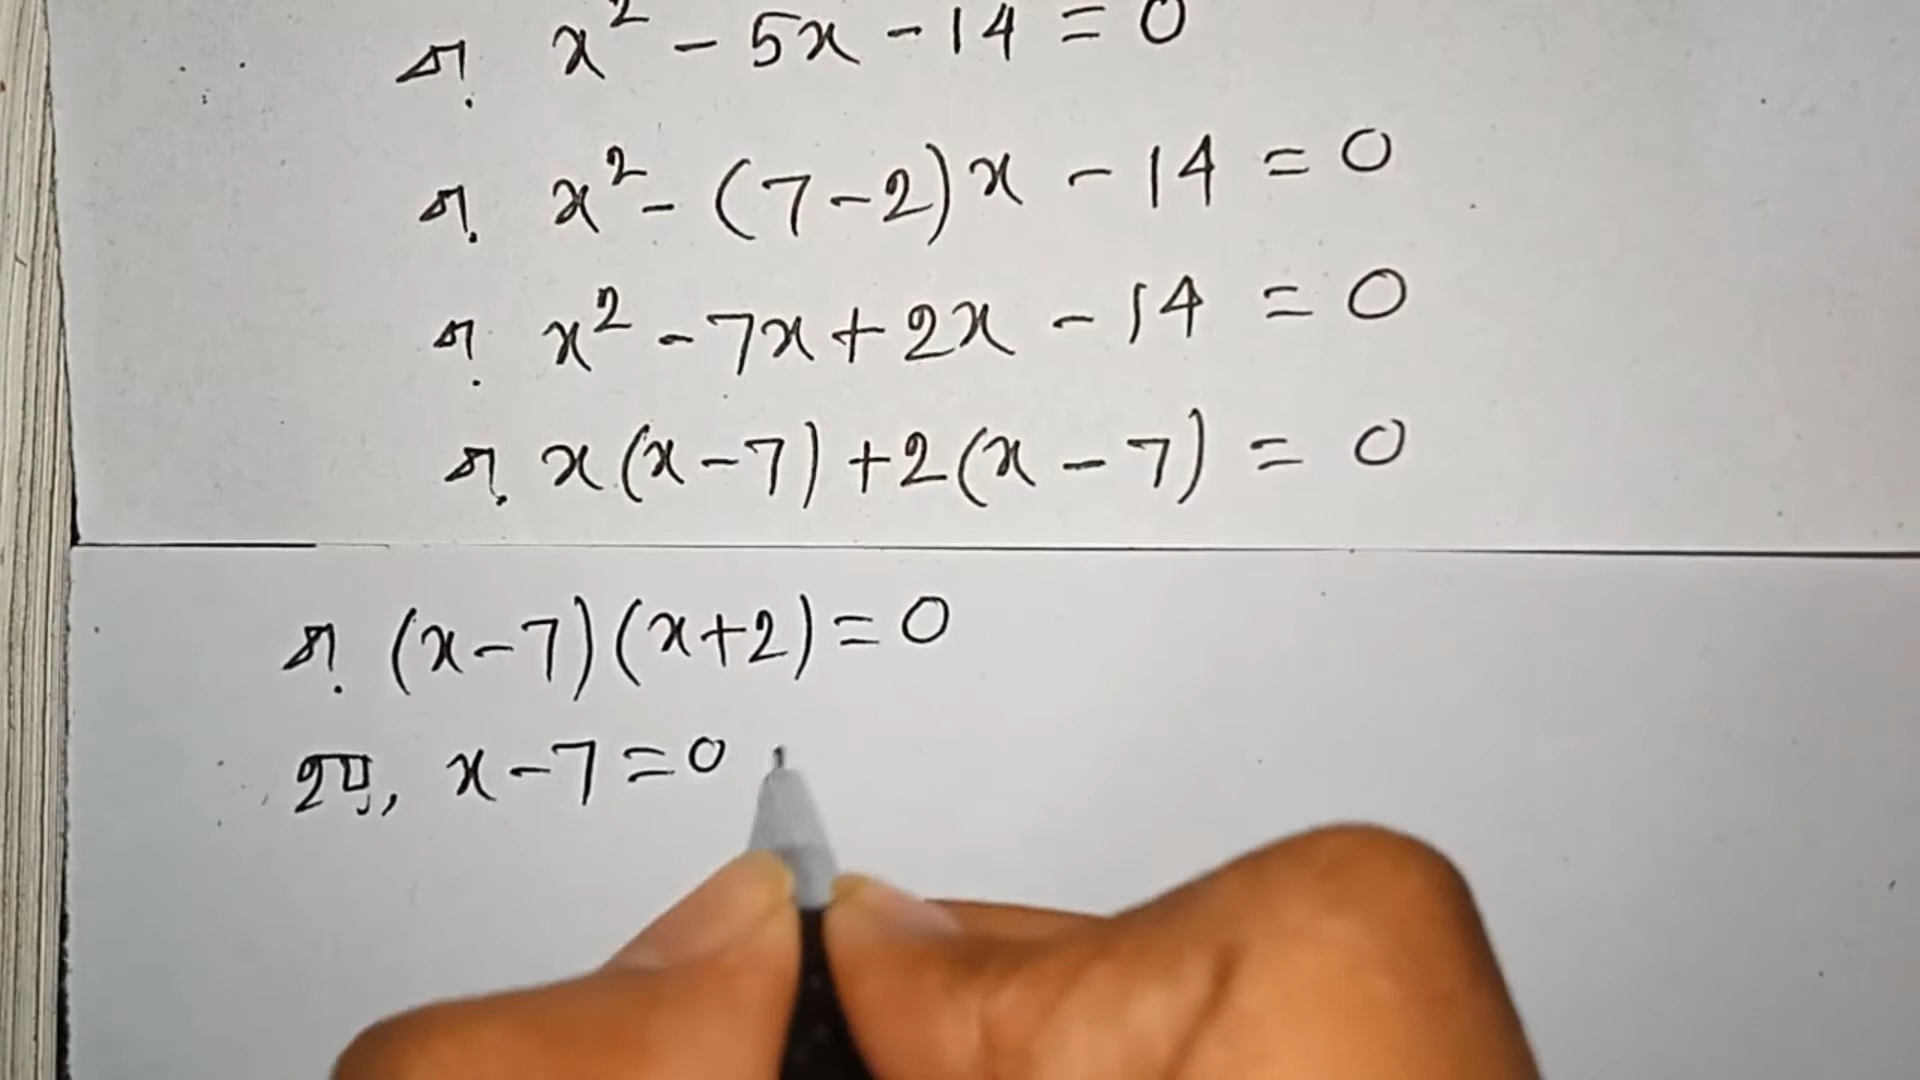 বা, x² - 5x - 14 = 0
বা, x² - (7-2)x - 14 = 0
বা, x² - 7x + 2x - 14 = 0
বা, x(x-7) + 2(x-7) = 0
বা, (x-7)(x+2) = 0
হয়, x-7=0